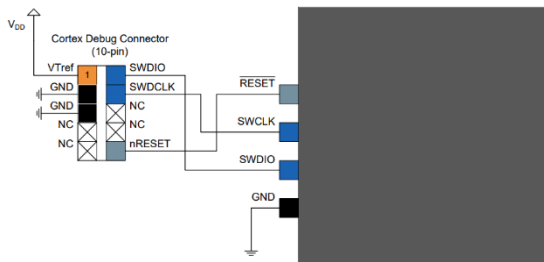 VDD
Cortex Debug Connector
(10-pin)
VTref
1
SWDIO
GND
SWDCLK
GND
NC
NC
NC
NC
nRESET
RESET
SWCLK
SWDIO
GND